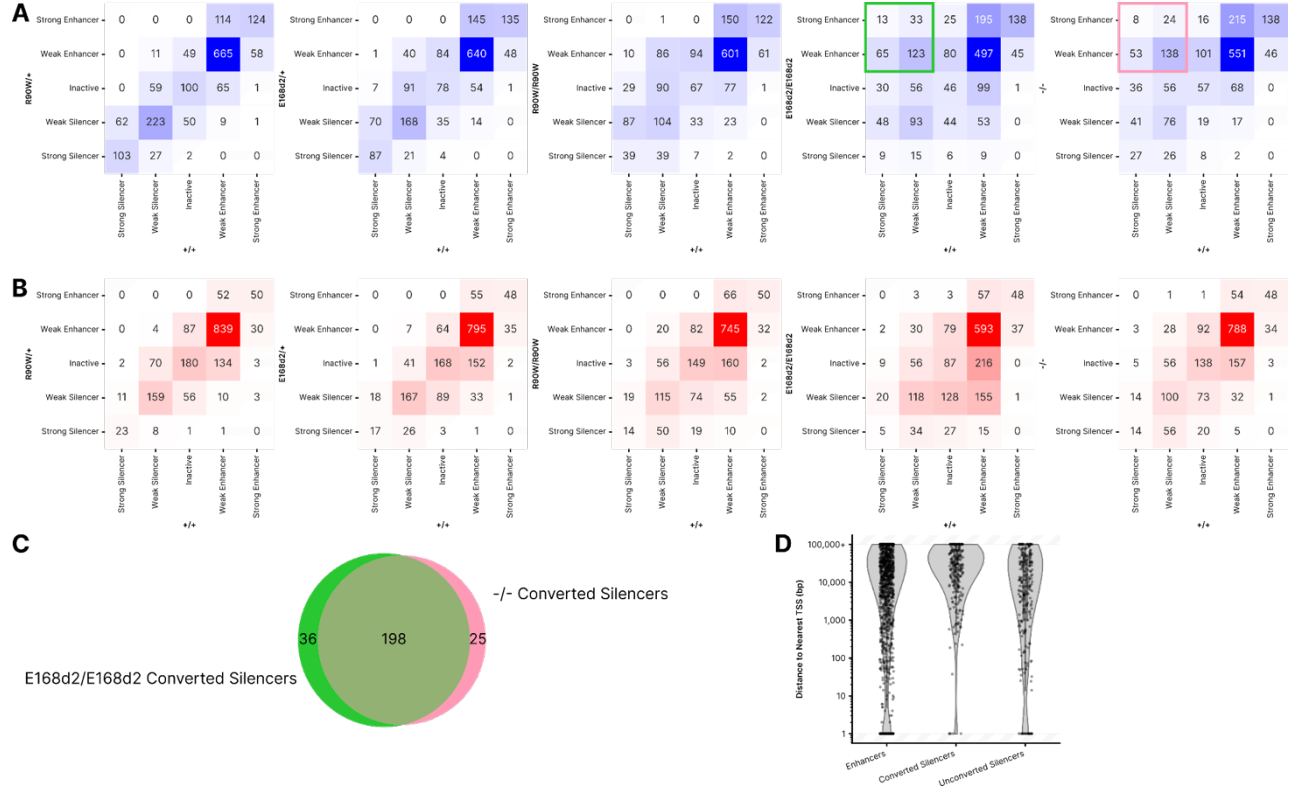 A
R90W/+
Strong Enhancer 0 0 0 114 124
Weak Enhancer 0 11 49 665 58
Inactive 0 59 100 65 1
Weak Silencer 62 223 50 9 1
Strong Silencer 103 27 2 0 0
Strong Silencer Weak Silencer Inactive Weak Enhancer Strong Enhancer
+/+
E168d2/+
Strong Enhancer 0 0 0 145 135
Weak Enhancer 1 40 84 640 48
Inactive 7 91 78 54 1
Weak Silencer 70 168 35 14 0
Strong Silencer 87 21 4 0 0
Strong Silencer Weak Silencer Inactive Weak Enhancer Strong Enhancer
+/+
R90W/R90W
Strong Enhancer 0 1 0 150 122
Weak Enhancer 10 86 94 601 61
Inactive 29 90 67 77 1
Weak Silencer 87 104 33 23 0
Strong Silencer 39 39 7 2 0
Strong Silencer Weak Silencer Inactive Weak Enhancer Strong Enhancer
+/+
E168d2/E168d2
Strong Enhancer 13 33 25 195 138
Weak Enhancer 65 123 80 497 45
Inactive 30 56 46 99 1
Weak Silencer 48 93 44 53 0
Strong Silencer 9 15 6 9 0
Strong Silencer Weak Silencer Inactive Weak Enhancer Strong Enhancer
+/+
-/-
Strong Enhancer 8 24 16 215 138
Weak Enhancer 53 138 101 551 46
Inactive 36 56 57 68 0
Weak Silencer 41 76 19 17 0
Strong Silencer 27 26 8 2 0
Strong Silencer Weak Silencer Inactive Weak Enhancer Strong Enhancer
+/+
B
R90W/+
Strong Enhancer 0 0 0 52 50
Weak Enhancer 0 4 87 839 30
Inactive 2 70 180 134 3
Weak Silencer 11 159 56 10 3
Strong Silencer 23 8 1 1 0
Strong Silencer Weak Silencer Inactive Weak Enhancer Strong Enhancer
+/+
E168d2/+
Strong Enhancer 0 0 0 55 48
Weak Enhancer 0 7 64 795 35
Inactive 1 41 168 152 2
Weak Silencer 18 167 89 33 1
Strong Silencer 17 26 3 1 0
Strong Silencer Weak Silencer Inactive Weak Enhancer Strong Enhancer
+/+
R90W/R90W
Strong Enhancer 0 0 0 66 50
Weak Enhancer 0 20 82 745 32
Inactive 3 56 149 160 2
Weak Silencer 19 115 74 55 2
Strong Silencer 14 50 19 10 0
Strong Silencer Weak Silencer Inactive Weak Enhancer Strong Enhancer
+/+
E168d2/E168d2
Strong Enhancer 0 3 3 57 48
Weak Enhancer 2 30 79 593 37
Inactive 9 56 87 216 0
Weak Silencer 20 118 128 155 1
Strong Silencer 5 34 27 15 0
Strong Silencer Weak Silencer Inactive Weak Enhancer Strong Enhancer
+/+
-/-
Strong Enhancer 0 1 1 54 48
Weak Enhancer 3 28 92 788 34
Inactive 5 56 138 157 3
Weak Silencer 14 100 73 32 1
Strong Silencer 14 56 20 5 0
Strong Silencer Weak Silencer Inactive Weak Enhancer Strong Enhancer
+/+
C
-/- Converted Silencers
36 198 25
E168d2/E168d2 Converted Silencers
D
Distance to Nearest TSS (bp)
100,000+
10,000
1,000
100
10
1
Enhancers
Converted Silencers
Unconverted Silencers